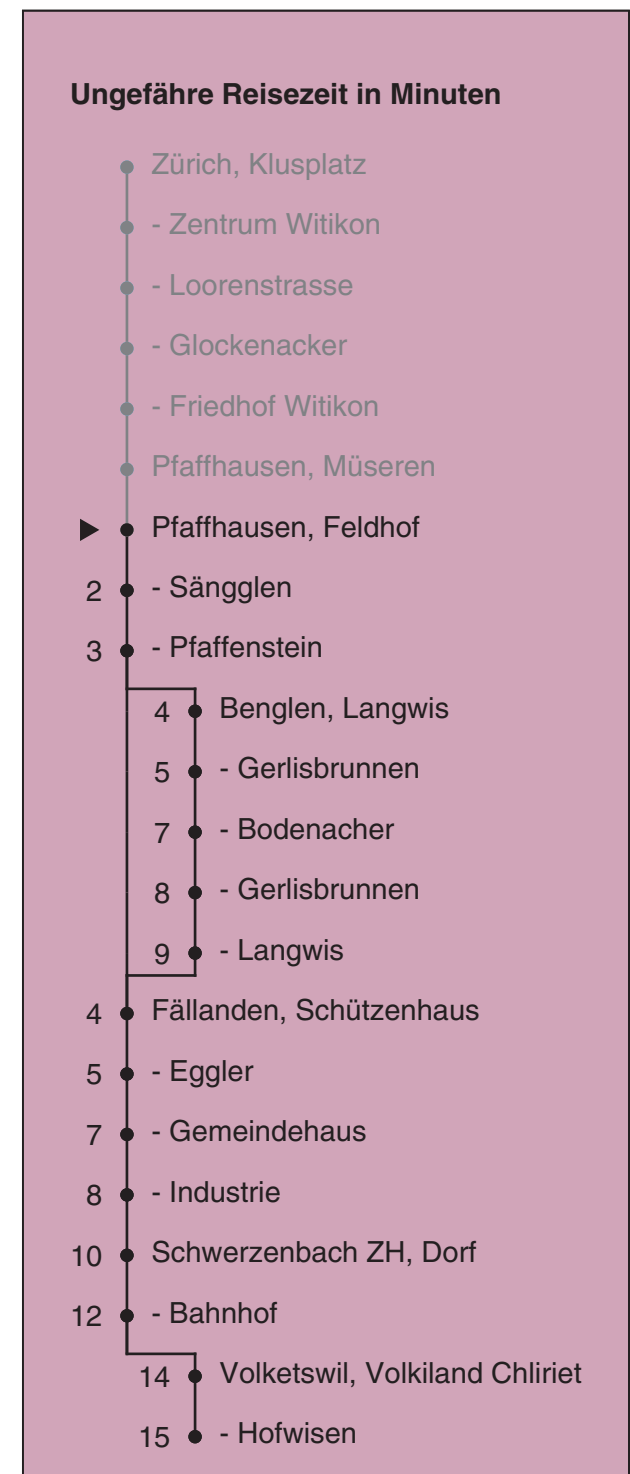 Ungefähre Reisezeit in Minuten
Zürich, Klusplatz
- Zentrum Witikon
- Loorenstrasse
- Glockenacker
- Friedhof Witikon
Pfaffhausen, Müseren
Pfaffhausen, Feldhof
2 - Sängglen
3 - Pfaffenstein
4 Benglen, Langwis
5 - Gerlisbrunnen
7 - Bodenacher
8 - Gerlisbrunnen
9 - Langwis
4 Fällanden, Schützenhaus
5 - Eggler
7 - Gemeindehaus
8 - Industrie
10 Schwerzenbach ZH, Dorf
12 - Bahnhof
14 Volketswil, Volkiland Chliriet
15 - Hofwisen